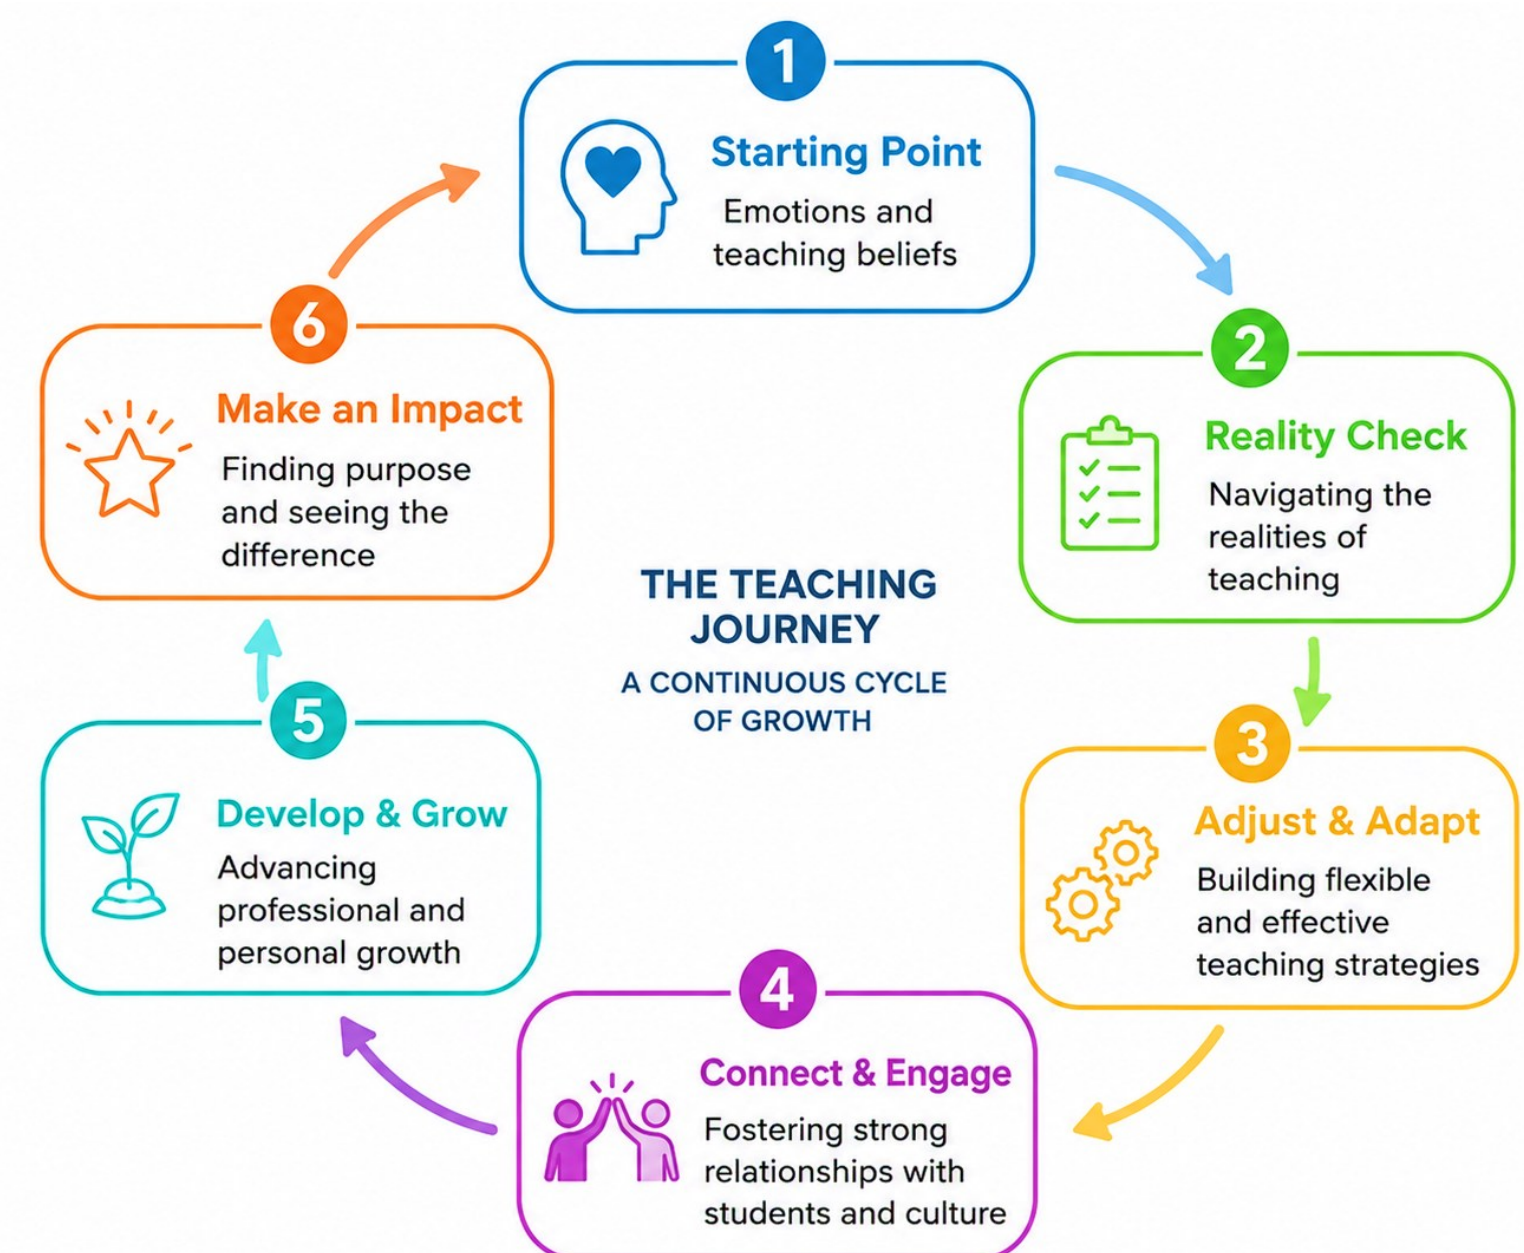 1
Starting Point
Emotions and
teaching beliefs
2
Reality Check
Navigating the
realities of
teaching
3
Adjust & Adapt
Building flexible
and effective
teaching strategies
4
Connect & Engage
Fostering strong
relationships with
students and culture
5
Develop & Grow
Advancing
professional and
personal growth
6
Make an Impact
Finding purpose
and seeing the
difference
THE TEACHING
JOURNEY
A CONTINUOUS CYCLE
OF GROWTH